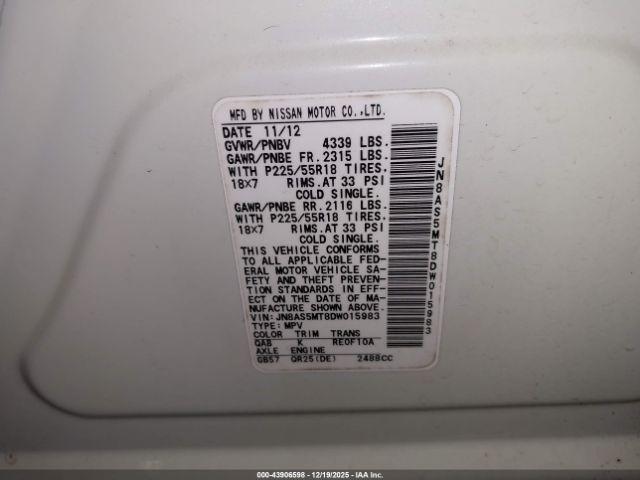 MFD BY NISSAN MOTOR CO.,LTD.
DATE 11/12
GVWR/PNBV 4339 LBS.
GAWR/PNBE FR. 2315 LBS.
WITH P225/55R18 TIRES.
18X7 RIMS. AT 33 PSI
COLD SINGLE.
GAWR/PNBE RR. 2116 LBS.
WITH P225/55R18 TIRES.
18X7 RIMS. AT 33 PSI
COLD SINGLE.
THIS VEHICLE CONFORMS
TO ALL APPLICABLE FED-
ERAL MOTOR VEHICLE SA-
FETY AND THEFT PREVEN-
TION STANDARDS IN EFF-
ECT ON THE DATE OF MA-
NUFACTURE SHOWN ABOVE.
VIN: JN8AS5MT8DW015983
TYPE: MPV
COLOR TRIM TRANS
QAB K RE0F10A
AXLE ENGINE
GB57 QR25(DE) 2488CC
JN8AS5MT8DW015983
000-43906598 - 12/19/2025 - IAA Inc.